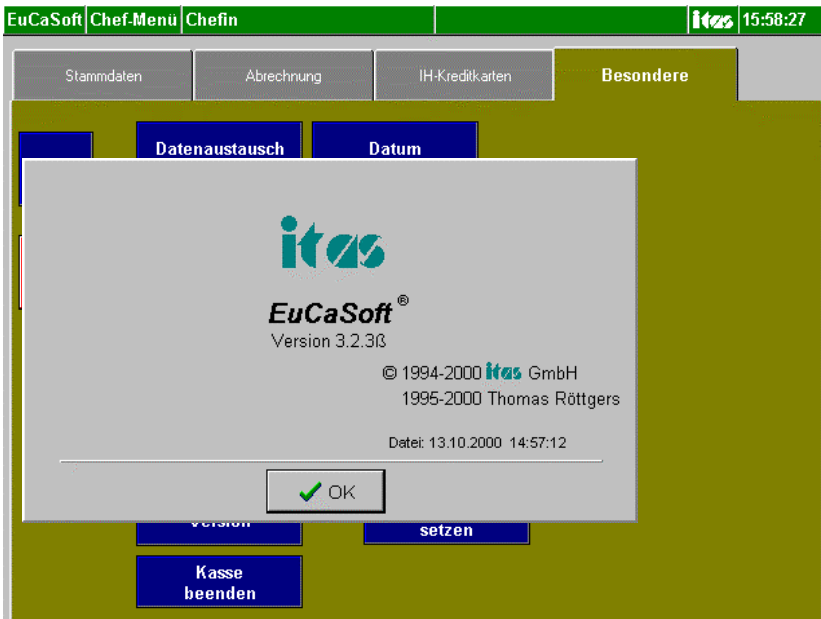 EuCaSoft Chef-Menü Chefin itas 15:58:27
Stammdaten Abrechnung IH-Kreditkarten Besondere
Datenaustausch Datum
itas
EuCaSoft ®
Version 3.2.3ß
© 1994-2000 itas GmbH
1995-2000 Thomas Röttgers
Datei: 13.10.2000 14:57:12
OK
Version setzen
Kasse
beenden